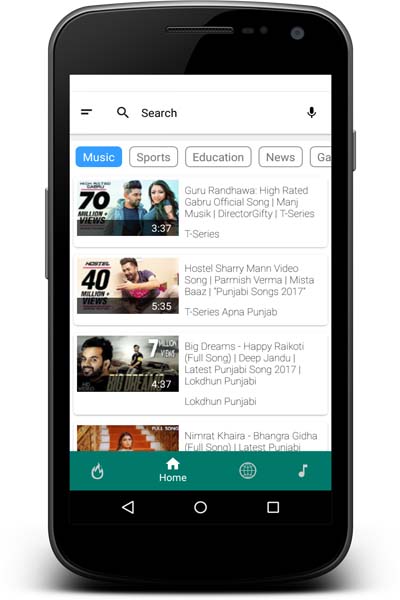 Search
Music
Sports
Education
News
Ga
HIGH RATED
GABRU
70
MILLION +
VIEWS
3:37
Guru Randhawa: High Rated
Gabru Official Song | Manj
Musik | DirectorGifty | T-Series
T-Series
HOSTEL
40
MILLION +
VIEWS
5:35
Hostel Sharry Mann Video
Song | Parmish Verma | Mista
Baaz | "Punjabi Songs 2017"
T-Series Apna Punjab
7 MILLION
VIEWS
BIG DREAMS
HD
VIDEO
4:37
Big Dreams - Happy Raikoti
(Full Song) | Deep Jandu |
Latest Punjabi Song 2017 |
Lokdhun Punjabi
Lokdhun Punjabi
FULL SONG
Nimrat Khaira - Bhangra Gidha
(Full Song) | Latest Punjabi
Home